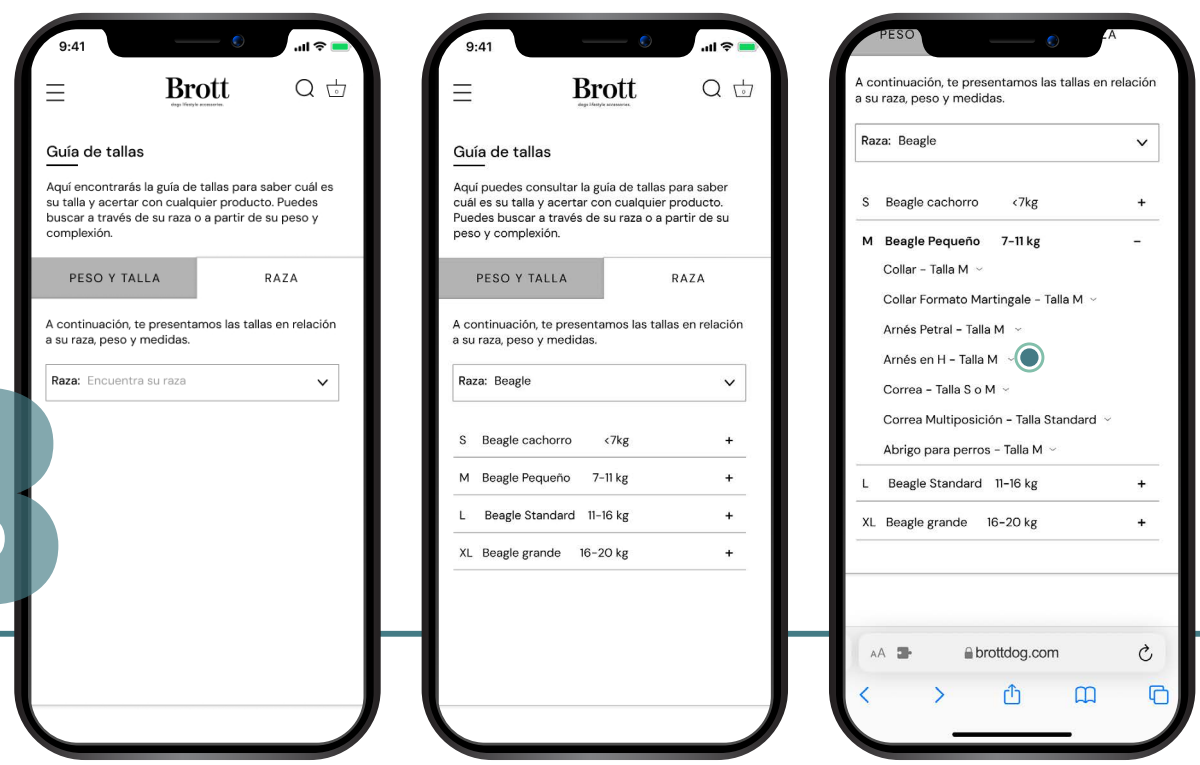 9:41
Brott
dogs lifestyle accessories.
0
Guía de tallas
Aquí encontrarás la guía de tallas para saber cuál es
su talla y acertar con cualquier producto. Puedes
buscar a través de su raza o a partir de su peso y
complexión.
PESO Y TALLA
RAZA
A continuación, te presentamos las tallas en relación
a su raza, peso y medidas.
Raza: Encuentra su raza
9:41
Brott
dogs lifestyle accessories.
0
Guía de tallas
Aquí puedes consultar la guía de tallas para saber
cuál es su talla y acertar con cualquier producto.
Puedes buscar a través de su raza o a partir de su
peso y complexión.
PESO Y TALLA
RAZA
A continuación, te presentamos las tallas en relación
a su raza, peso y medidas.
Raza: Beagle
S Beagle cachorro <7kg +
M Beagle Pequeño 7-11 kg +
L Beagle Standard 11-16 kg +
XL Beagle grande 16-20 kg +
PESO
ZA
A continuación, te presentamos las tallas en relación
a su raza, peso y medidas.
Raza: Beagle
S Beagle cachorro <7kg +
M Beagle Pequeño 7-11 kg -
Collar - Talla M
Collar Formato Martingale - Talla M
Arnés Petral - Talla M
Arnés en H - Talla M
Correa - Talla S o M
Correa Multiposición - Talla Standard
Abrigo para perros - Talla M
L Beagle Standard 11-16 kg +
XL Beagle grande 16-20 kg +
AA
brottdog.com